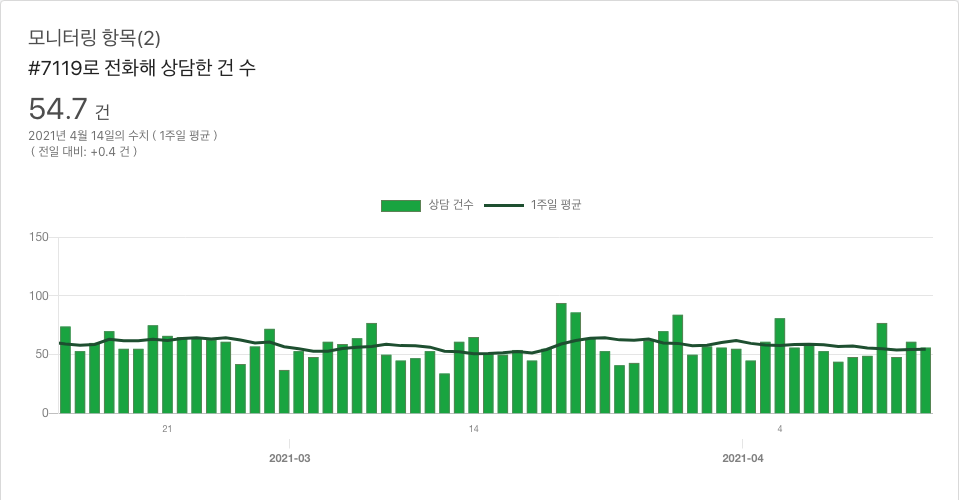 모니터링 항목(2)
#7119로 전화해 상담한 건 수
54.7 건
2021년 4월 14일의 수치 ( 1주일 평균 )
( 전일 대비: +0.4 건 )
상담 건수 1주일 평균
150
100
50
0
21 14 4
2021-03 2021-04